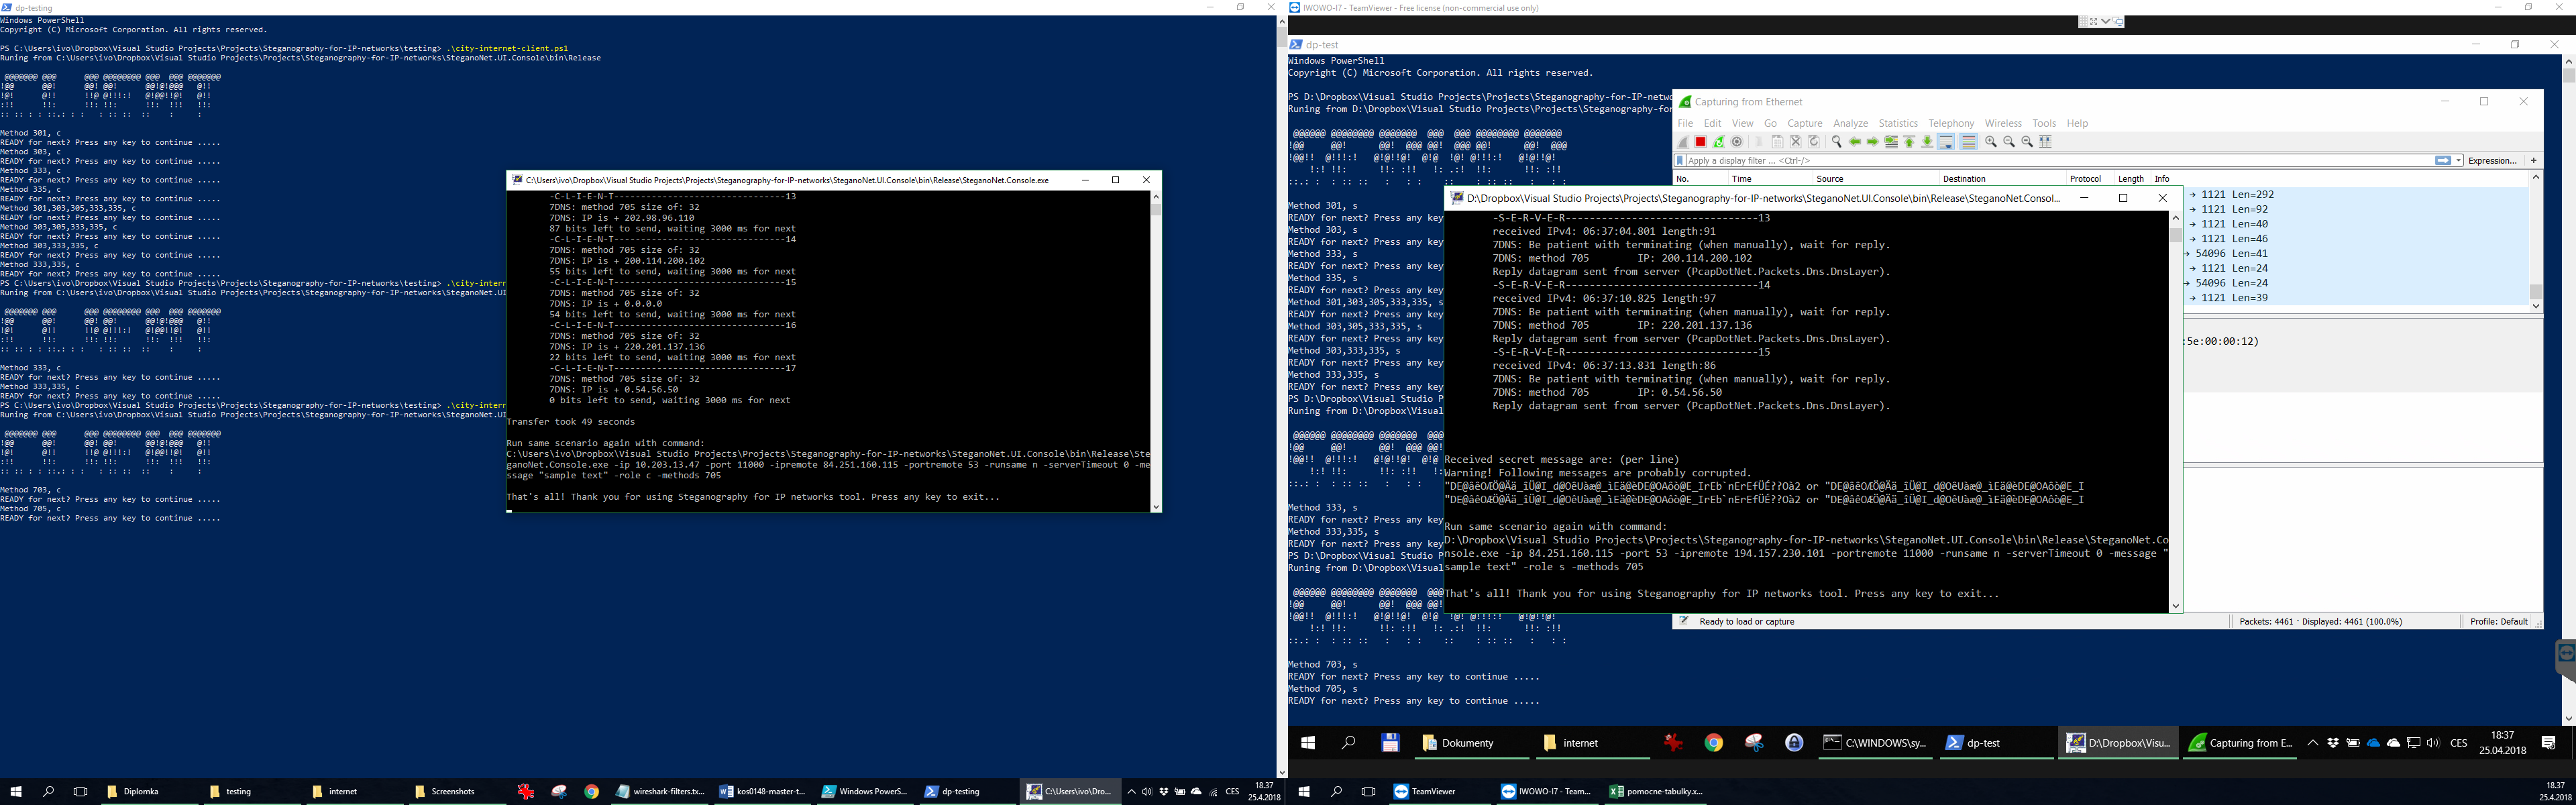 dp-testing
Windows PowerShell
Copyright (C) Microsoft Corporation. All rights reserved.
PS C:\Users\ivo\Dropbox\Visual Studio Projects\Projects\Steganography-for-IP-networks\testing> .\city-internet-client.ps1
Runing from C:\Users\ivo\Dropbox\Visual Studio Projects\Projects\Steganography-for-IP-networks\SteganoNet.UI.Console\bin\Release
Method 301, c
READY for next? Press any key to continue .....
Method 303, c
READY for next? Press any key to continue .....
Method 333, c
READY for next? Press any key to continue .....
Method 335, c
READY for next? Press any key to continue .....
Method 301,303,305,333,335, c
READY for next? Press any key to continue .....
Method 303,305,333,335, c
READY for next? Press any key to continue .....
Method 303,333,335, c
READY for next? Press any key to continue .....
Method 333,335, c
READY for next? Press any key to continue .....
PS C:\Users\ivo\Dropbox\Visual Studio Projects\Projects\Steganography-for-IP-networks\testing> .\city-intern
Runing from C:\Users\ivo\Dropbox\Visual Studio Projects\Projects\Steganography-for-IP-networks\SteganoNet.UI
Method 333, c
READY for next? Press any key to continue .....
Method 333,335, c
READY for next? Press any key to continue .....
PS C:\Users\ivo\Dropbox\Visual Studio Projects\Projects\Steganography-for-IP-networks\testing> .\city-intern
Runing from C:\Users\ivo\Dropbox\Visual Studio Projects\Projects\Steganography-for-IP-networks\SteganoNet.UI
Method 703, c
READY for next? Press any key to continue .....
Method 705, c
READY for next? Press any key to continue .....
C:\Users\ivo\Dropbox\Visual Studio Projects\Projects\Steganography-for-IP-networks\SteganoNet.UI.Console\bin\Release\SteganoNet.Console.exe
-C-L-I-E-N-T--------------------------------13
7DNS: method 705 size of: 32
7DNS: IP is + 202.98.96.110
87 bits left to send, waiting 3000 ms for next
-C-L-I-E-N-T--------------------------------14
7DNS: method 705 size of: 32
7DNS: IP is + 200.114.200.102
55 bits left to send, waiting 3000 ms for next
-C-L-I-E-N-T--------------------------------15
7DNS: method 705 size of: 32
7DNS: IP is + 0.0.0.0
54 bits left to send, waiting 3000 ms for next
-C-L-I-E-N-T--------------------------------16
7DNS: method 705 size of: 32
7DNS: IP is + 220.201.137.136
22 bits left to send, waiting 3000 ms for next
-C-L-I-E-N-T--------------------------------17
7DNS: method 705 size of: 32
7DNS: IP is + 0.54.56.50
0 bits left to send, waiting 3000 ms for next
Transfer took 49 seconds
Run same scenario again with command:
C:\Users\ivo\Dropbox\Visual Studio Projects\Projects\Steganography-for-IP-networks\SteganoNet.UI.Console\bin\Release\Ste
ganoNet.Console.exe -ip 10.203.13.47 -port 11000 -ipremote 84.251.160.115 -portremote 53 -runsame n -serverTimeout 0 -me
ssage "sample text" -role c -methods 705
That's all! Thank you for using Steganography for IP networks tool. Press any key to exit...
Diplomka
testing
internet
Screenshots
wireshark-filters.tx...
kos0148-master-t...
Windows PowerS...
dp-testing
C:\Users\ivo\Dro...
CES
18.37
25.4.2018
IWOWO-I7 - TeamViewer - Free license (non-commercial use only)
dp-test
Windows PowerShell
Copyright (C) Microsoft Corporation. All rights reserved.
PS D:\Dropbox\Visual Studio Projects\Projects\Steganography-for-IP-netw
Runing from D:\Dropbox\Visual Studio Projects\Projects\Steganography-for
Method 301, s
READY for next? Press any key
Method 303, s
READY for next? Press any key
Method 333, s
READY for next? Press any key
Method 335, s
READY for next? Press any key
Method 301,303,305,333,335, s
READY for next? Press any key
Method 303,305,333,335, s
READY for next? Press any key
Method 303,333,335, s
READY for next? Press any key
Method 333,335, s
READY for next? Press any key
PS D:\Dropbox\Visual Studio P
Runing from D:\Dropbox\Visual
Method 333, s
READY for next? Press any key
Method 333,335, s
READY for next? Press any key
PS D:\Dropbox\Visual Studio P
Runing from D:\Dropbox\Visual
Method 703, s
READY for next? Press any key to continue .....
Method 705, s
READY for next? Press any key to continue .....
Capturing from Ethernet
File Edit View Go Capture Analyze Statistics Telephony Wireless Tools Help
Apply a display filter ... <Ctrl-/>
Expression... +
No. Time Source Destination Protocol Length Info
→ 1121 Len=292
→ 1121 Len=92
→ 1121 Len=40
→ 1121 Len=46
→ 54096 Len=41
→ 1121 Len=24
→ 54096 Len=24
→ 1121 Len=39
:5e:00:00:12)
Ready to load or capture
Packets: 4461 · Displayed: 4461 (100.0%)
Profile: Default
D:\Dropbox\Visual Studio Projects\Projects\Steganography-for-IP-networks\SteganoNet.UI.Console\bin\Release\SteganoNet.Consol...
-S-E-R-V-E-R--------------------------------13
received IPv4: 06:37:04.801 length:91
7DNS: Be patient with terminating (when manually), wait for reply.
7DNS: method 705 IP: 200.114.200.102
Reply datagram sent from server (PcapDotNet.Packets.Dns.DnsLayer).
-S-E-R-V-E-R--------------------------------14
received IPv4: 06:37:10.825 length:97
7DNS: Be patient with terminating (when manually), wait for reply.
7DNS: method 705 IP: 220.201.137.136
Reply datagram sent from server (PcapDotNet.Packets.Dns.DnsLayer).
-S-E-R-V-E-R--------------------------------15
received IPv4: 06:37:13.831 length:86
7DNS: Be patient with terminating (when manually), wait for reply.
7DNS: method 705 IP: 0.54.56.50
Reply datagram sent from server (PcapDotNet.Packets.Dns.DnsLayer).
Received secret message are: (per line)
Warning! Following messages are probably corrupted.
Run same scenario again with command:
D:\Dropbox\Visual Studio Projects\Projects\Steganography-for-IP-networks\SteganoNet.UI.Console\bin\Release\SteganoNet.Co
nsole.exe -ip 84.251.160.115 -port 53 -ipremote 194.157.230.101 -portremote 11000 -runsame n -serverTimeout 0 -message "
sample text" -role s -methods 705
That's all! Thank you for using Steganography for IP networks tool. Press any key to exit...
Dokumenty
internet
C:\WINDOWS\sy...
dp-test
D:\Dropbox\Visu...
Capturing from E...
CES
18:37
25.04.2018
TeamViewer
IWOWO-I7 - Team...
pomocne-tabulky.x...
18.37
25.4.2018